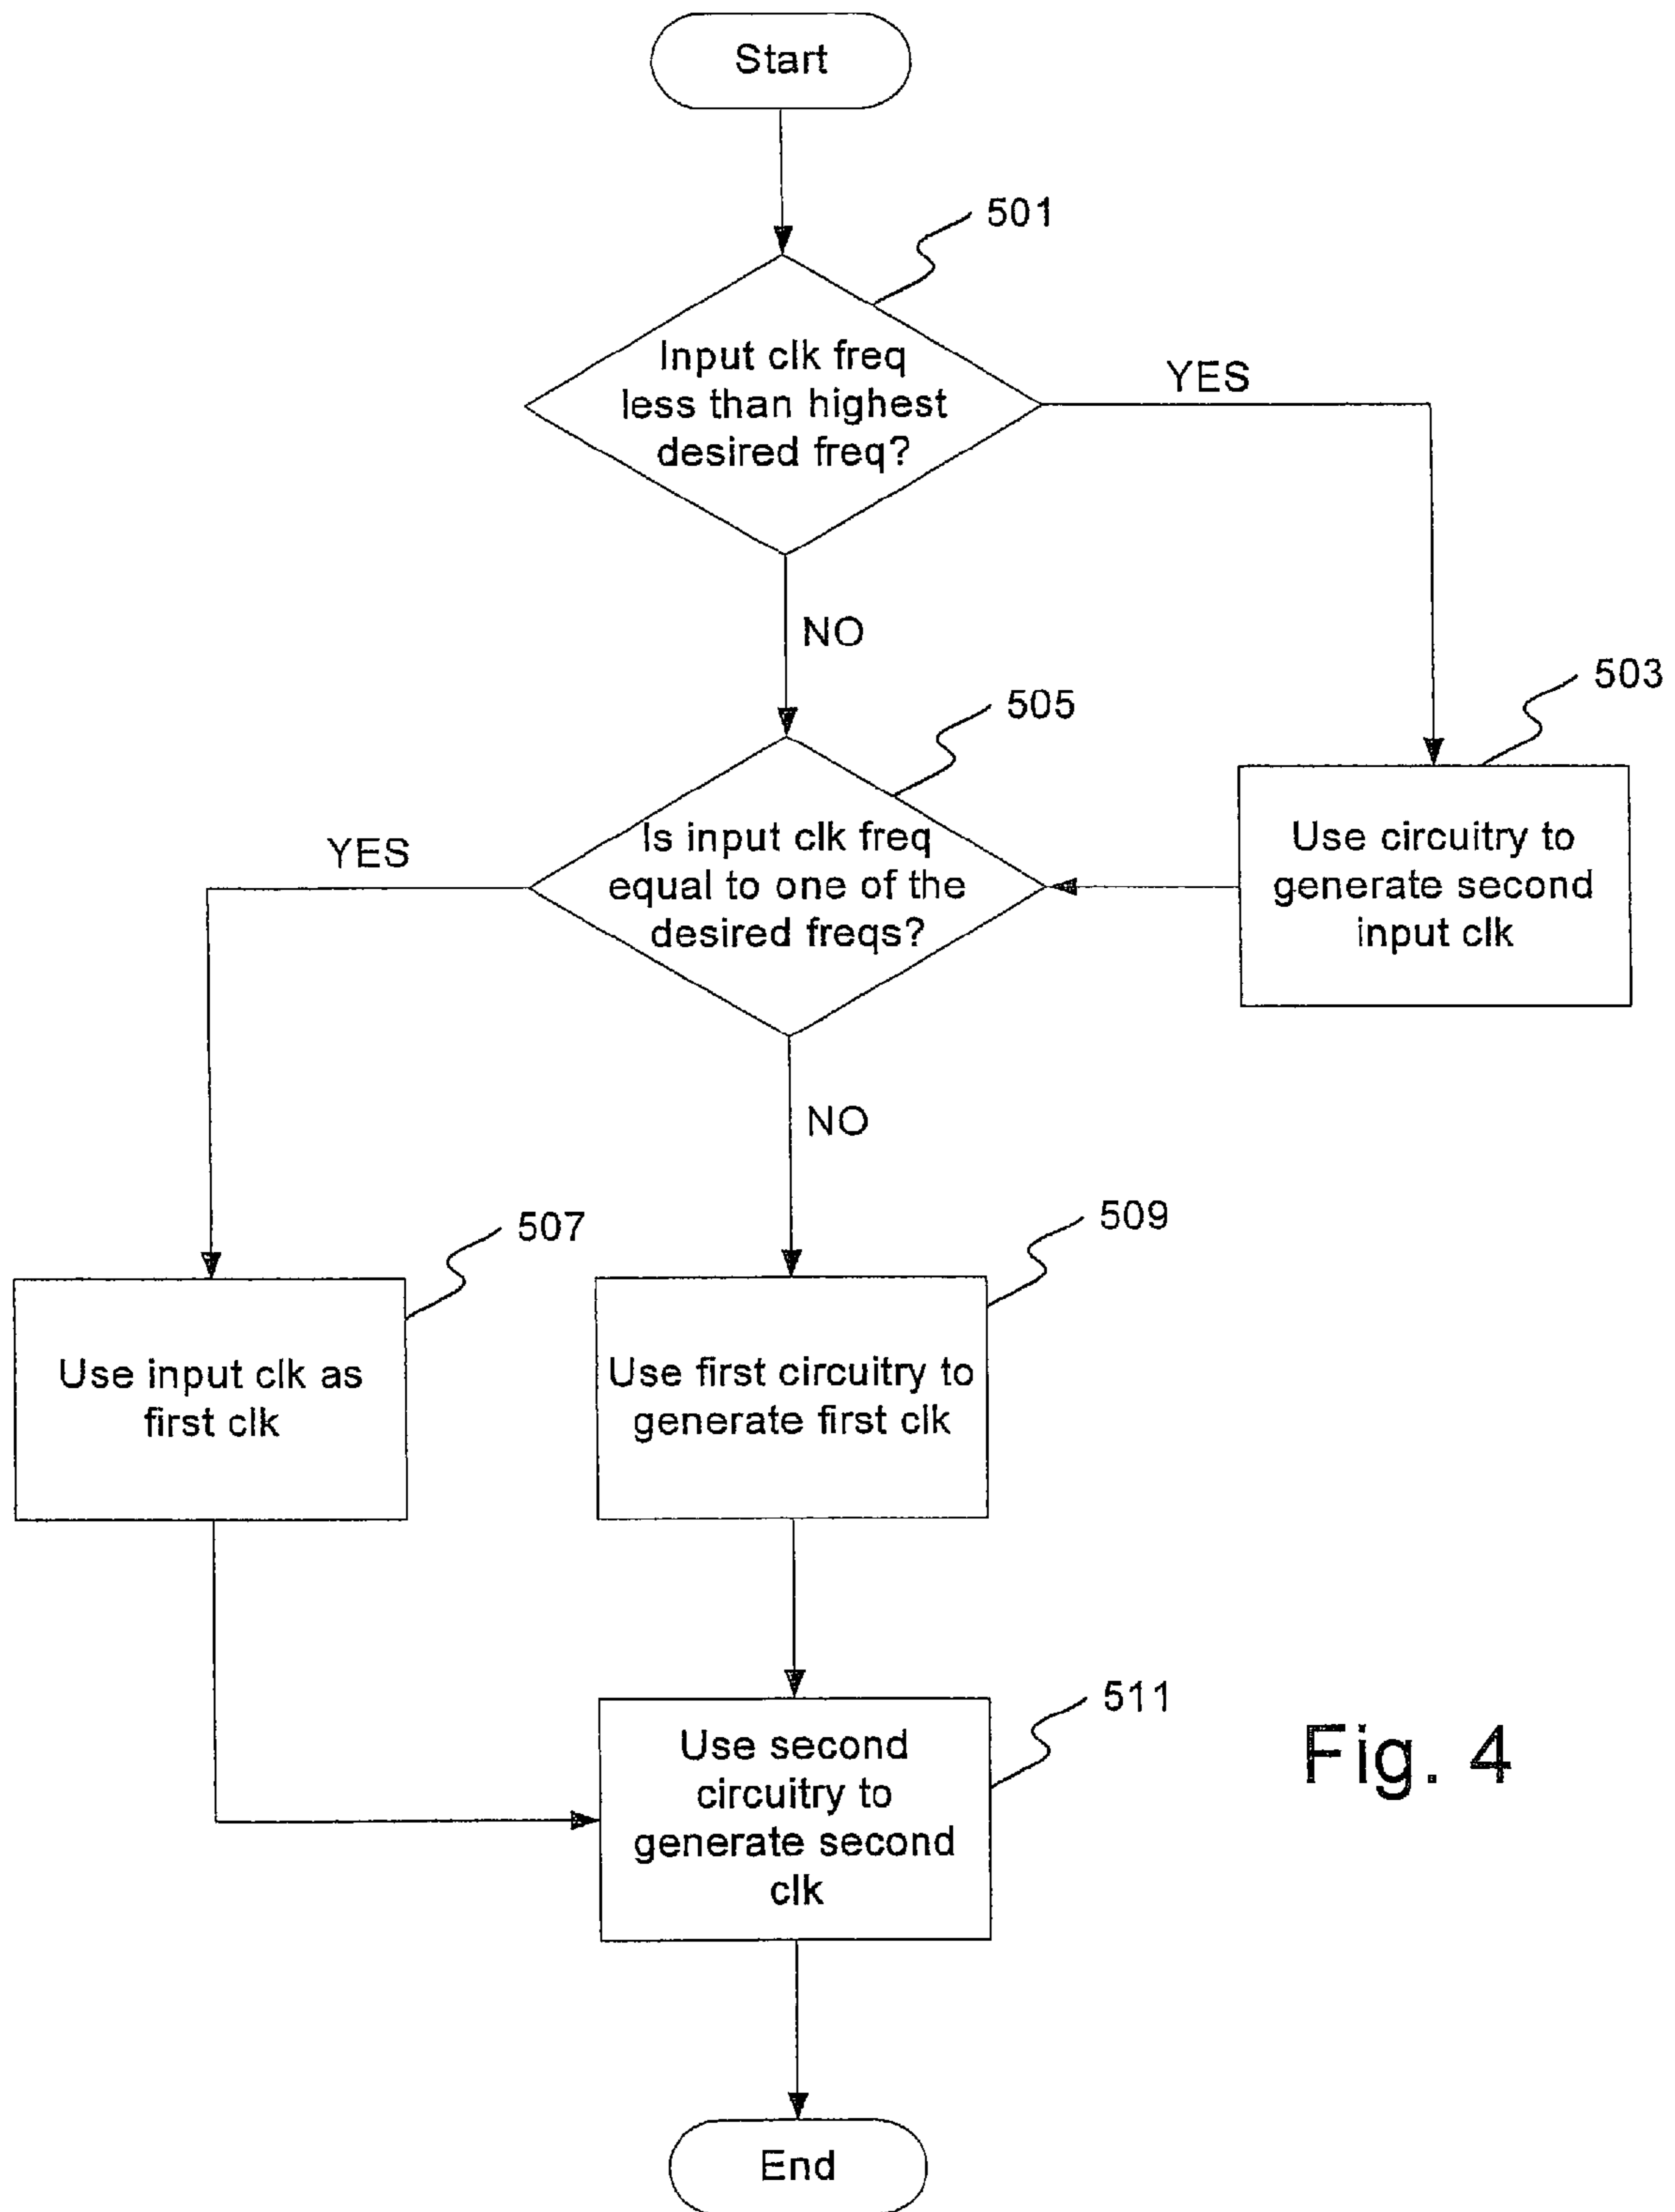 Start
501
Input clk freq
less than highest
desired freq?
YES
NO
503
505
Use circuitry to
generate second
input clk
Is input clk freq
equal to one of the
desired freqs?
YES
NO
507
509
Use input clk as
first clk
Use first circuitry to
generate first clk
511
Use second
circuitry to
generate second
clk
Fig. 4
End